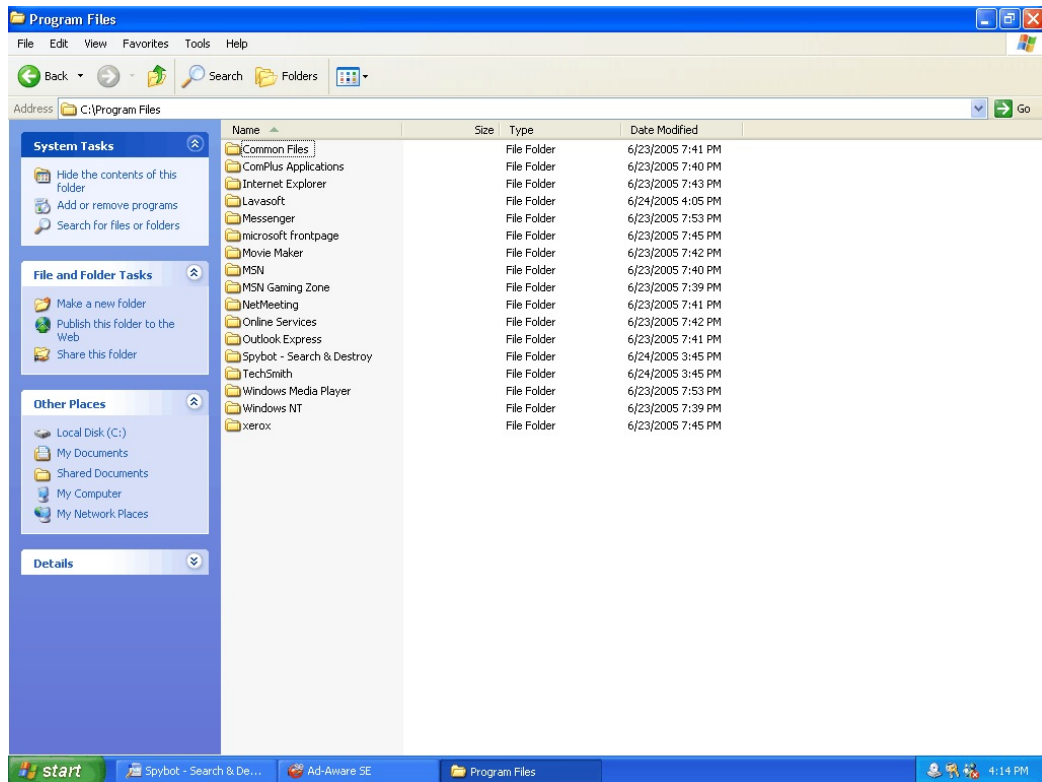 Program Files
File Edit View Favorites Tools Help
Back Search Folders
Address C:\Program Files Go
Name Size Type Date Modified
System Tasks
Hide the contents of this
folder
Add or remove programs
Search for files or folders
File and Folder Tasks
Make a new folder
Publish this folder to the
Web
Share this folder
Other Places
Local Disk (C:)
My Documents
Shared Documents
My Computer
My Network Places
Details
Common Files File Folder 6/23/2005 7:41 PM
ComPlus Applications File Folder 6/23/2005 7:40 PM
Internet Explorer File Folder 6/23/2005 7:43 PM
Lavasoft File Folder 6/24/2005 4:05 PM
Messenger File Folder 6/23/2005 7:53 PM
microsoft frontpage File Folder 6/23/2005 7:45 PM
Movie Maker File Folder 6/23/2005 7:42 PM
MSN File Folder 6/23/2005 7:40 PM
MSN Gaming Zone File Folder 6/23/2005 7:39 PM
NetMeeting File Folder 6/23/2005 7:41 PM
Online Services File Folder 6/23/2005 7:42 PM
Outlook Express File Folder 6/23/2005 7:41 PM
Spybot - Search & Destroy File Folder 6/24/2005 3:45 PM
TechSmith File Folder 6/24/2005 3:45 PM
Windows Media Player File Folder 6/23/2005 7:53 PM
Windows NT File Folder 6/23/2005 7:39 PM
xerox File Folder 6/23/2005 7:45 PM
start Spybot - Search & De... Ad-Aware SE Program Files 4:14 PM